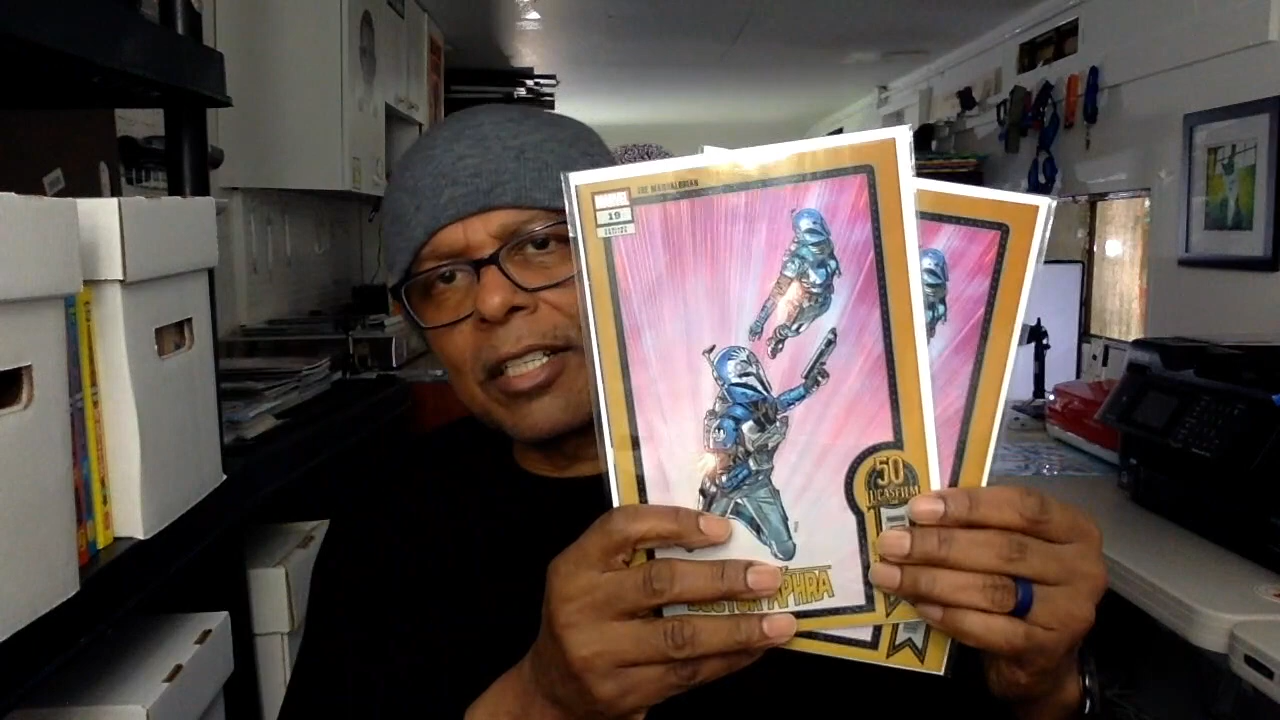 THE MANDALORIAN
MARVEL
19
50
LUCASFILM
DOCTOR APHRA